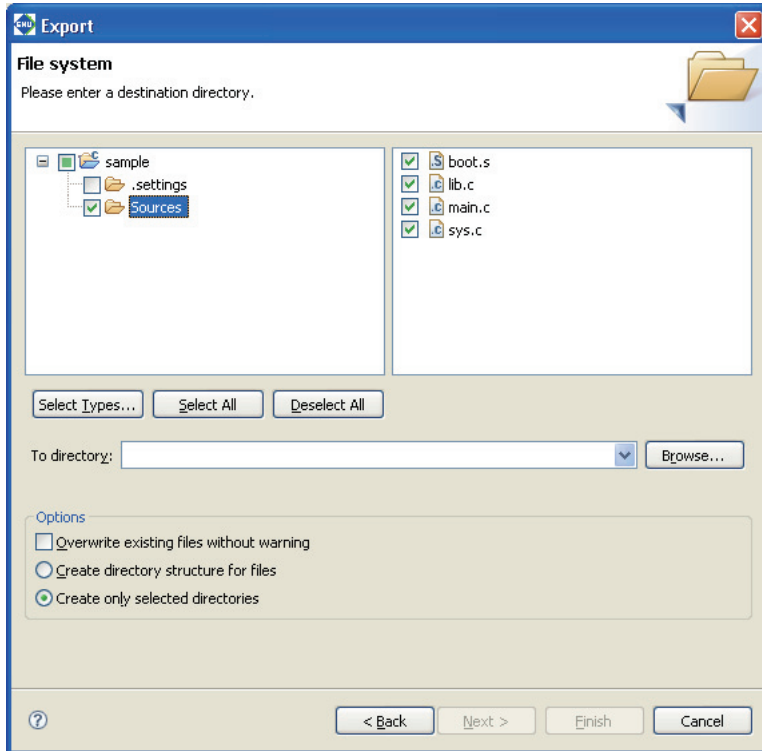 GNU Export
File system
Please enter a destination directory.
sample
.settings
Sources
.S boot.s
.c lib.c
.c main.c
.c sys.c
Select Types... Select All Deselect All
To directory: Browse...
Options
Overwrite existing files without warning
Create directory structure for files
Create only selected directories
? < Back Next > Finish Cancel